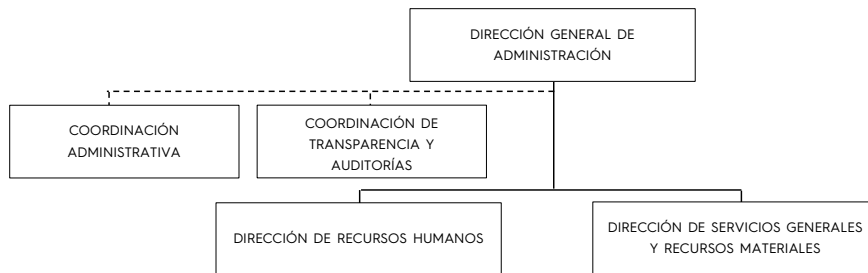 DIRECCIÓN GENERAL DE
ADMINISTRACIÓN
COORDINACIÓN
ADMINISTRATIVA
COORDINACIÓN DE
TRANSPARENCIA Y
AUDITORÍAS
DIRECCIÓN DE RECURSOS HUMANOS
DIRECCIÓN DE SERVICIOS GENERALES
Y RECURSOS MATERIALES